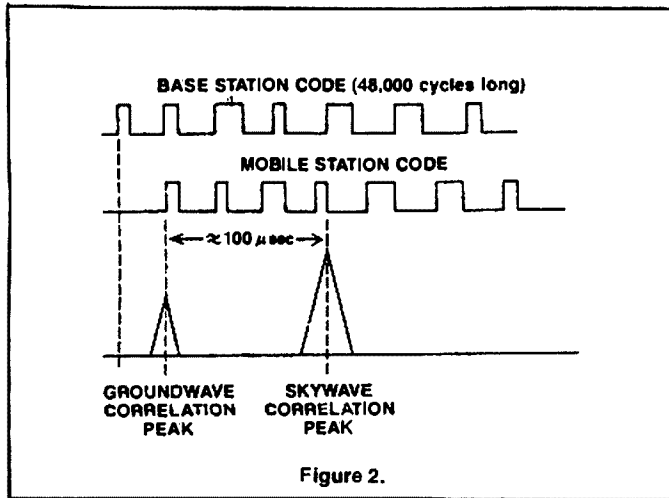 BASE STATION CODE (48,000 cycles long)
MOBILE STATION CODE
≈100 μsec
GROUNDWAVE
CORRELATION
PEAK
SKYWAVE
CORRELATION
PEAK
Figure 2.